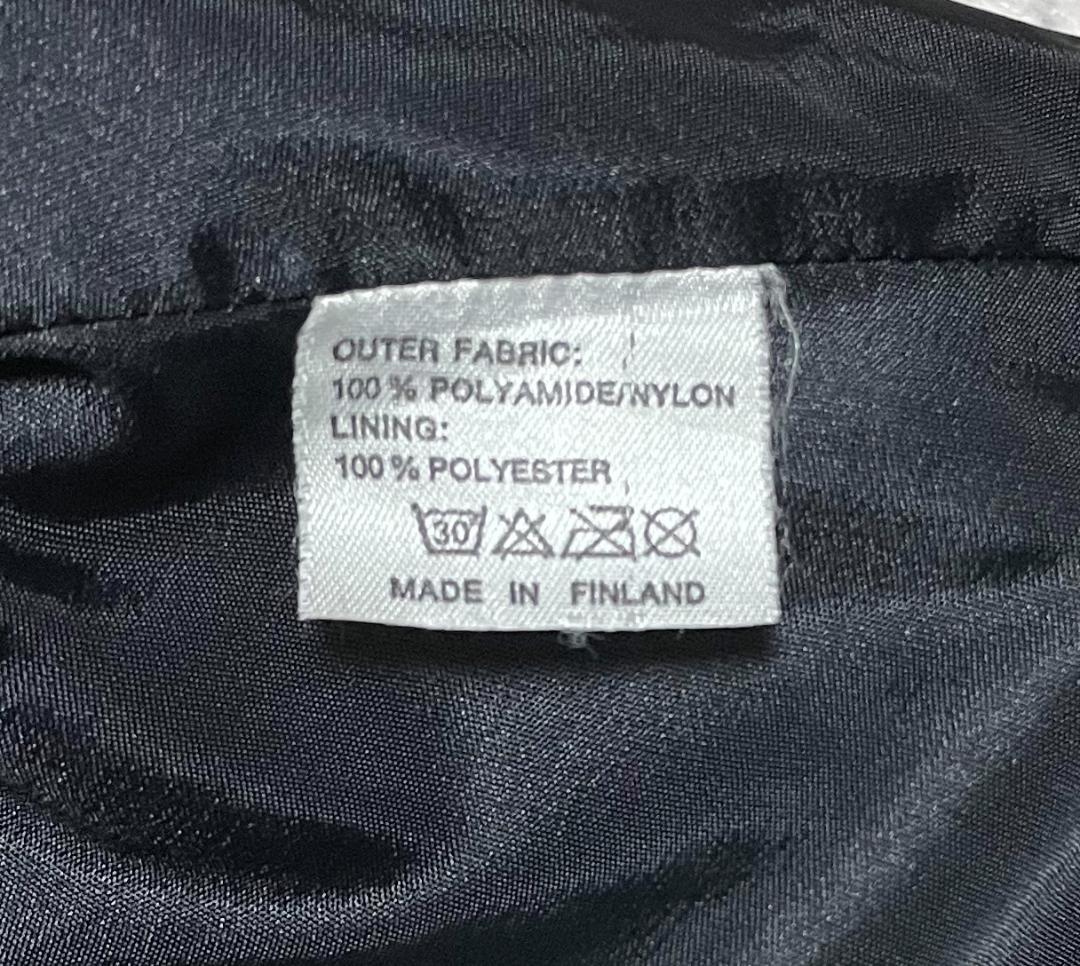 OUTER FABRIC:
100 % POLYAMIDE/NYLON
LINING:
100 % POLYESTER
30
MADE IN FINLAND